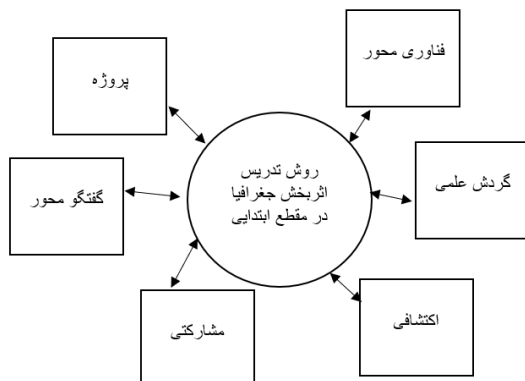 فناوری محور
پروژه
روش تدریس
اثربخش جغرافیا
در مقطع ابتدایی
گردش علمی
گفتگو محور
اکتشافی
مشارکتی